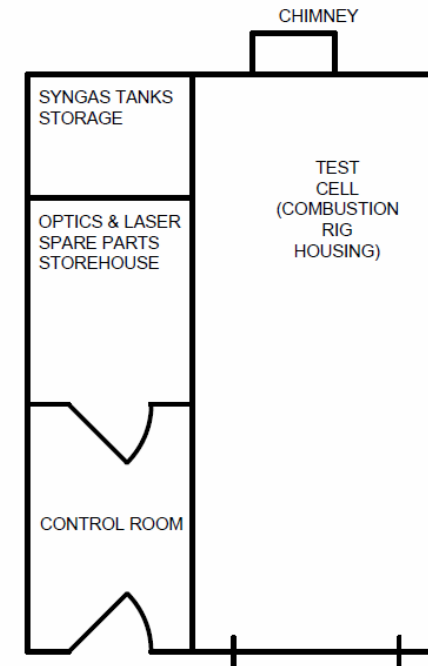 CHIMNEY
SYNGAS TANKS
STORAGE
TEST
CELL
(COMBUSTION
RIG
HOUSING)
OPTICS & LASER
SPARE PARTS
STOREHOUSE
CONTROL ROOM